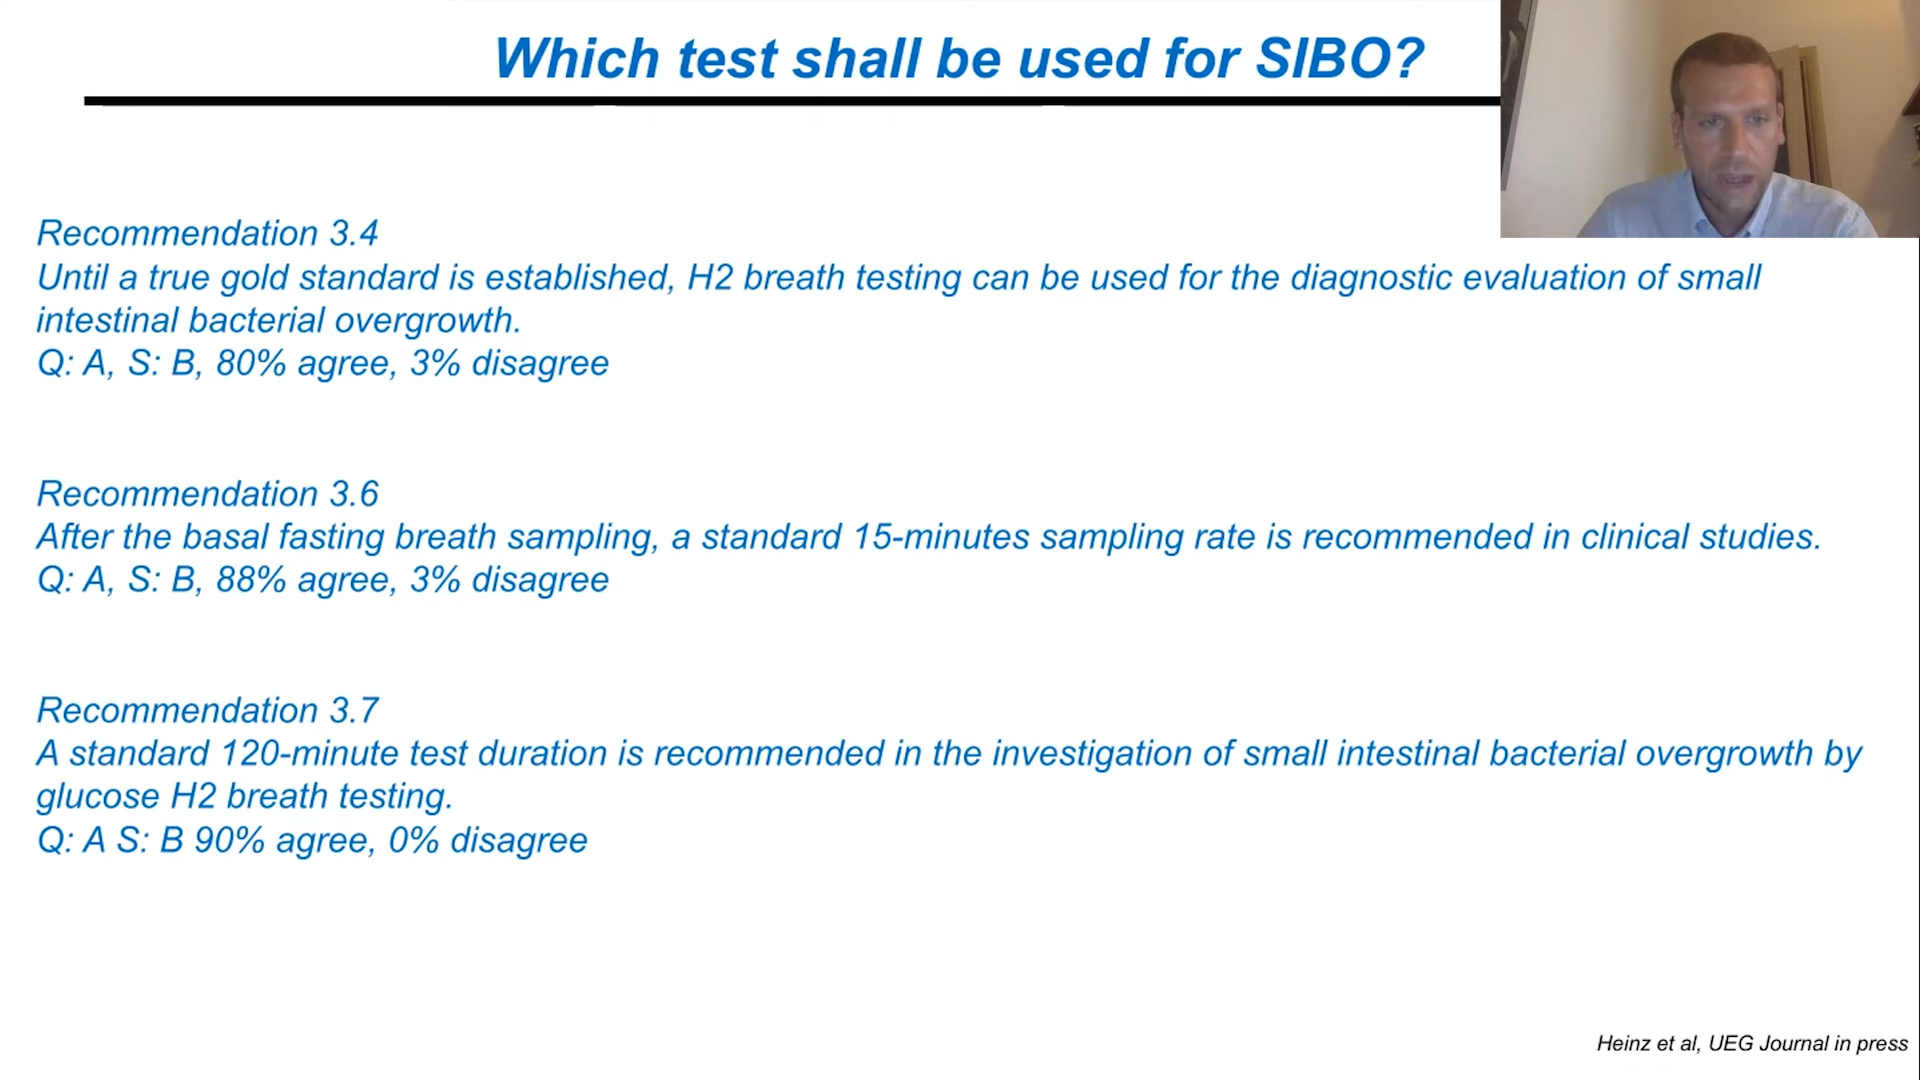 Which test shall be used for SIBO?
Recommendation 3.4
Until a true gold standard is established, H2 breath testing can be used for the diagnostic evaluation of small
intestinal bacterial overgrowth.
Q: A, S: B, 80% agree, 3% disagree
Recommendation 3.6
After the basal fasting breath sampling, a standard 15-minutes sampling rate is recommended in clinical studies.
Q: A, S: B, 88% agree, 3% disagree
Recommendation 3.7
A standard 120-minute test duration is recommended in the investigation of small intestinal bacterial overgrowth by
glucose H2 breath testing.
Q: A S: B 90% agree, 0% disagree
Heinz et al, UEG Journal in press